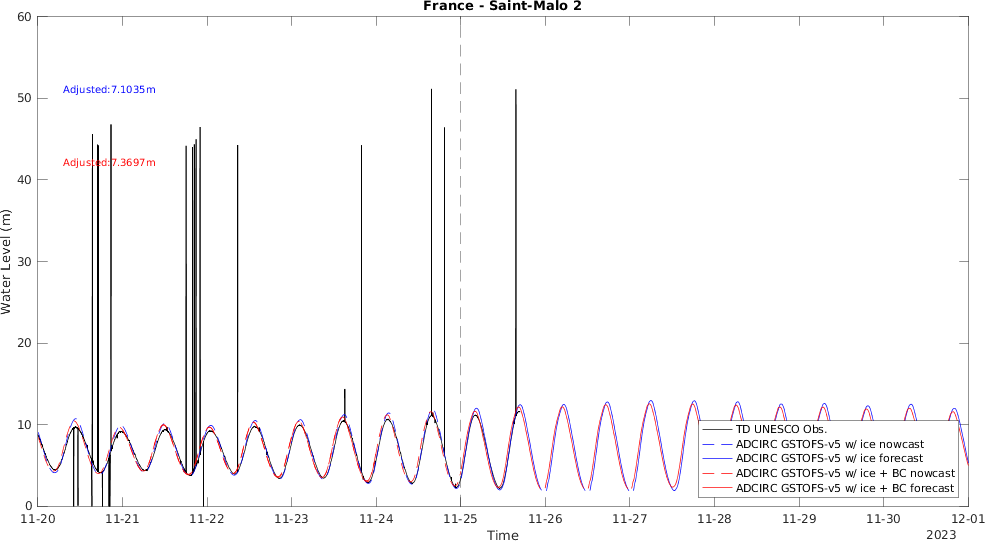 France - Saint-Malo 2
60
50
40
30
20
10
0
Water Level (m)
Adjusted:7.1035m
Adjusted:7.3697m
TD UNESCO Obs.
ADCIRC GSTOFS-v5 w/ ice nowcast
ADCIRC GSTOFS-v5 w/ ice forecast
ADCIRC GSTOFS-v5 w/ ice + BC nowcast
ADCIRC GSTOFS-v5 w/ ice + BC forecast
11-20 11-21 11-22 11-23 11-24 11-25 11-26 11-27 11-28 11-29 11-30 12-01
Time
2023